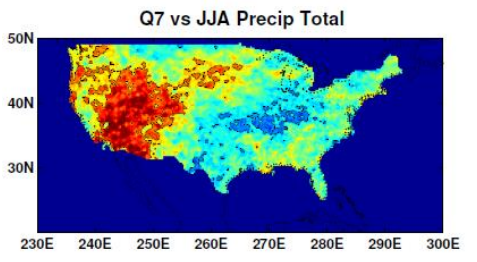 Q7 vs JJA Precip Total
50N
40N
30N
230E 240E 250E 260E 270E 280E 290E 300E